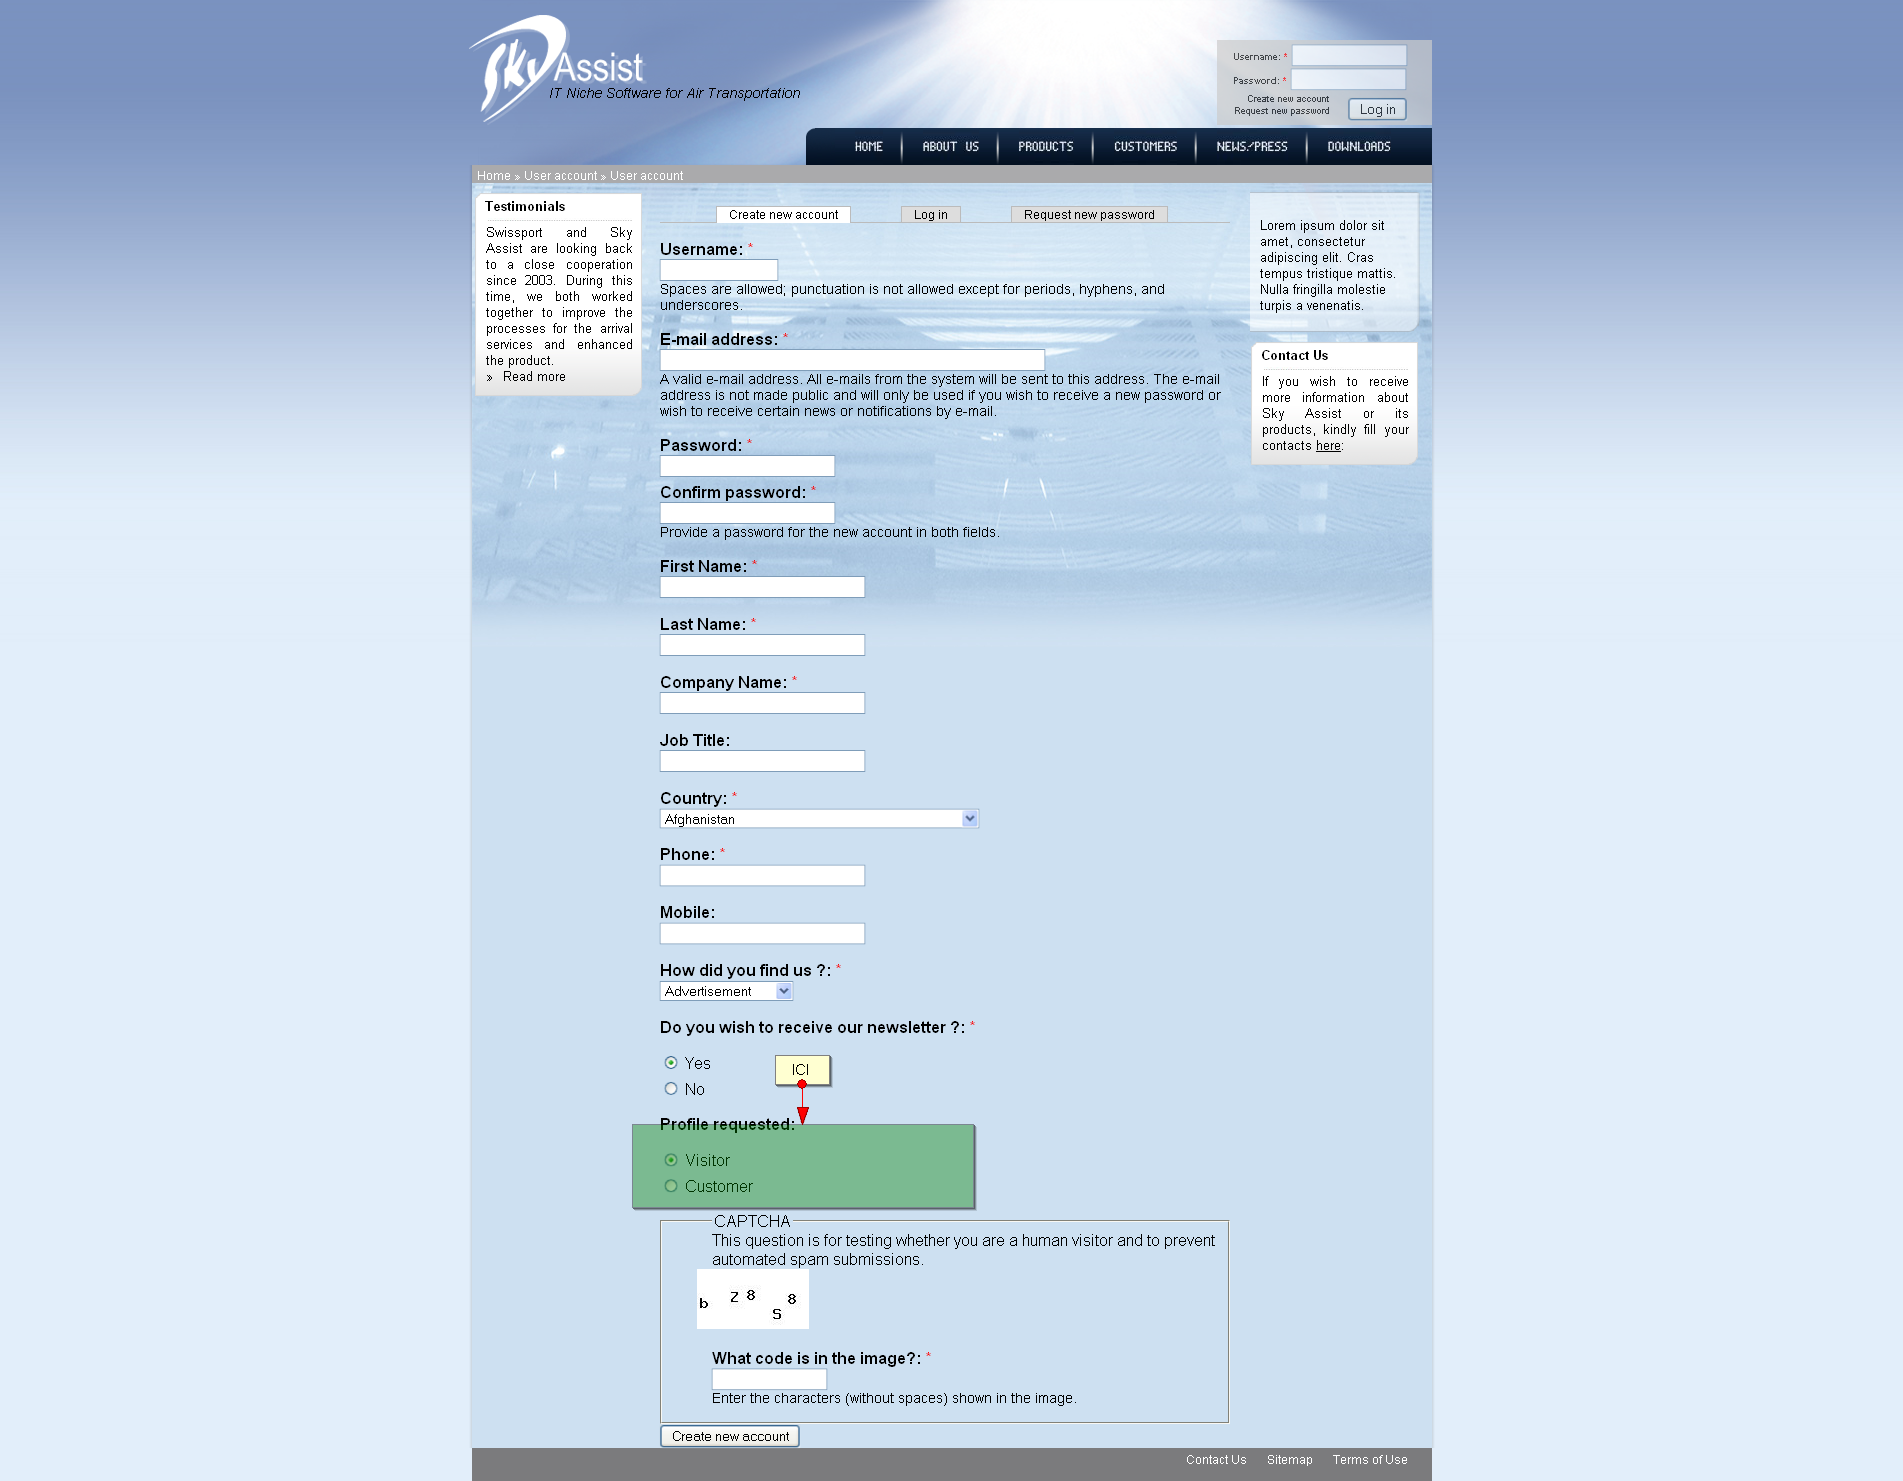 Sky Assist
IT Niche Software for Air Transportation
Username: *
Password: *
Create new account
Request new password
Log in
HOME
ABOUT US
PRODUCTS
CUSTOMERS
NEWS/PRESS
DOWNLOADS
Home » User account » User account
Testimonials
Swissport and Sky
Assist are looking back
to a close cooperation
since 2003. During this
time, we both worked
together to improve the
processes for the arrival
services and enhanced
the product.
» Read more
Create new account
Log in
Request new password
Username: *
Spaces are allowed; punctuation is not allowed except for periods, hyphens, and
underscores.
E-mail address: *
A valid e-mail address. All e-mails from the system will be sent to this address. The e-mail
address is not made public and will only be used if you wish to receive a new password or
wish to receive certain news or notifications by e-mail.
Password: *
Confirm password: *
Provide a password for the new account in both fields.
First Name: *
Last Name: *
Company Name: *
Job Title:
Country: *
Afghanistan
Phone: *
Mobile:
How did you find us ?: *
Advertisement
Do you wish to receive our newsletter ?: *
Yes
No
ICI
Profile requested:
Visitor
Customer
CAPTCHA
This question is for testing whether you are a human visitor and to prevent
automated spam submissions.
b Z 8 S 8
What code is in the image?: *
Enter the characters (without spaces) shown in the image.
Create new account
Lorem ipsum dolor sit
amet, consectetur
adipiscing elit. Cras
tempus tristique mattis.
Nulla fringilla molestie
turpis a venenatis.
Contact Us
If you wish to receive
more information about
Sky Assist or its
products, kindly fill your
contacts here:
Contact Us
Sitemap
Terms of Use